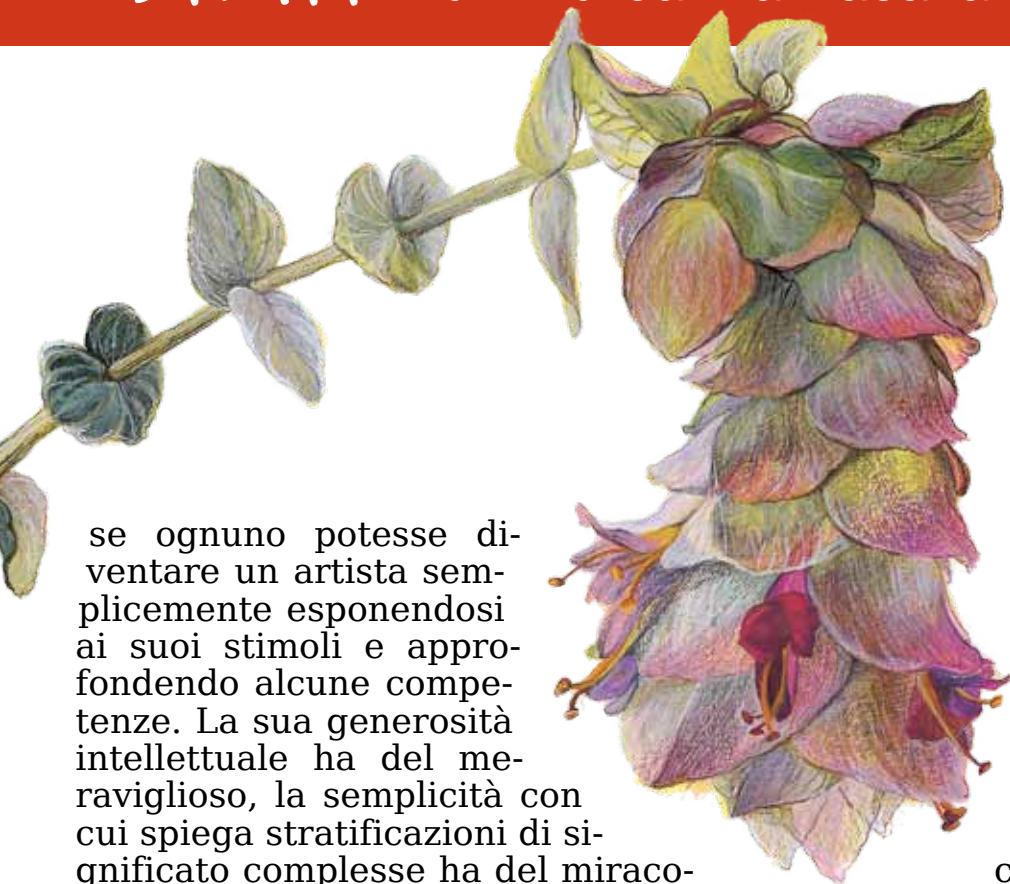 se ognuno potesse di-
ventare un artista sem-
plicemente esponendosi
ai suoi stimoli e appro-
fondendo alcune compe-
tenze. La sua generosità
intellettuale ha del me-
raviglioso, la semplicità con
cui spiega stratificazioni di si-
gnificato complesse ha del miraco-